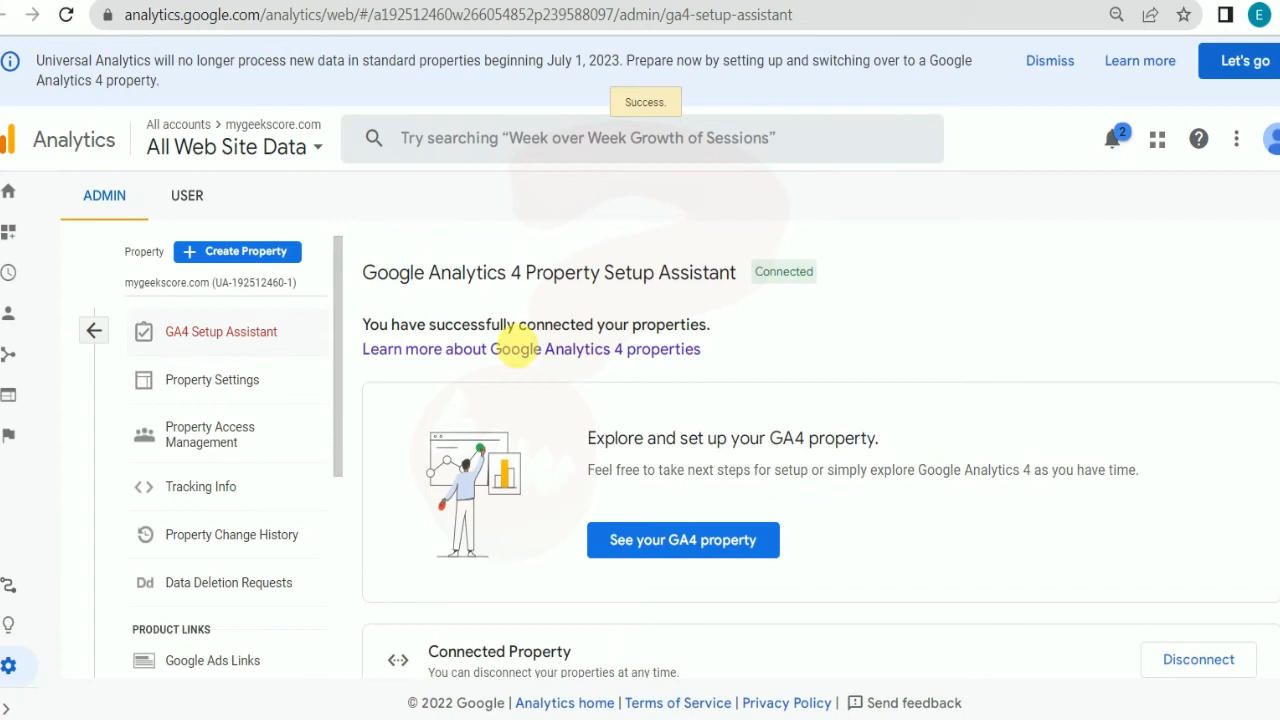 analytics.google.com/analytics/web/#/a192512460w266054852p239588097/admin/ga4-setup-assistant
E
Universal Analytics will no longer process new data in standard properties beginning July 1, 2023. Prepare now by setting up and switching over to a Google
Analytics 4 property.
Dismiss
Learn more
Let's go
Success.
Analytics
All accounts > mygeekscore.com
All Web Site Data
Try searching “Week over Week Growth of Sessions”
2
ADMIN
USER
Property
Create Property
mygeekscore.com (UA-192512460-1)
GA4 Setup Assistant
Property Settings
Property Access
Management
Tracking Info
Property Change History
Dd Data Deletion Requests
PRODUCT LINKS
Google Ads Links
Google Analytics 4 Property Setup Assistant
Connected
You have successfully connected your properties.
Learn more about Google Analytics 4 properties
Explore and set up your GA4 property.
Feel free to take next steps for setup or simply explore Google Analytics 4 as you have time.
See your GA4 property
Connected Property
You can disconnect your properties at any time.
Disconnect
© 2022 Google | Analytics home | Terms of Service | Privacy Policy | Send feedback